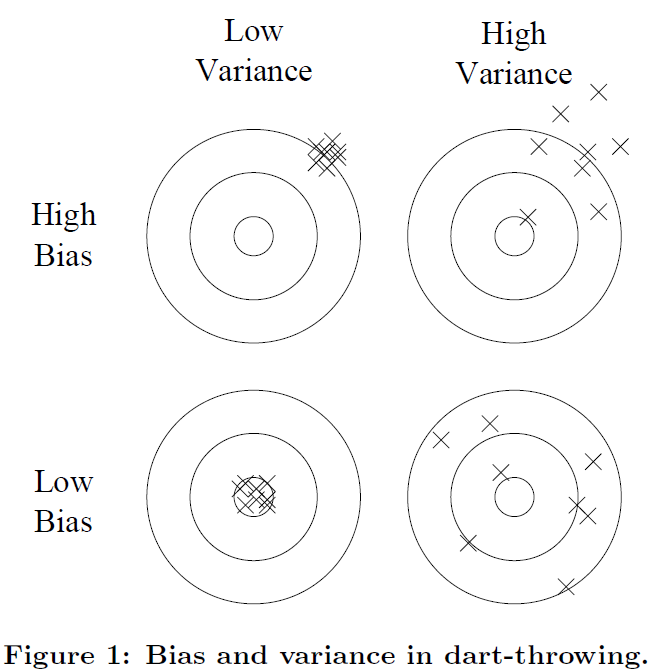 Low
Variance
High
Variance
High
Bias
Low
Bias
Figure 1: Bias and variance in dart-throwing.